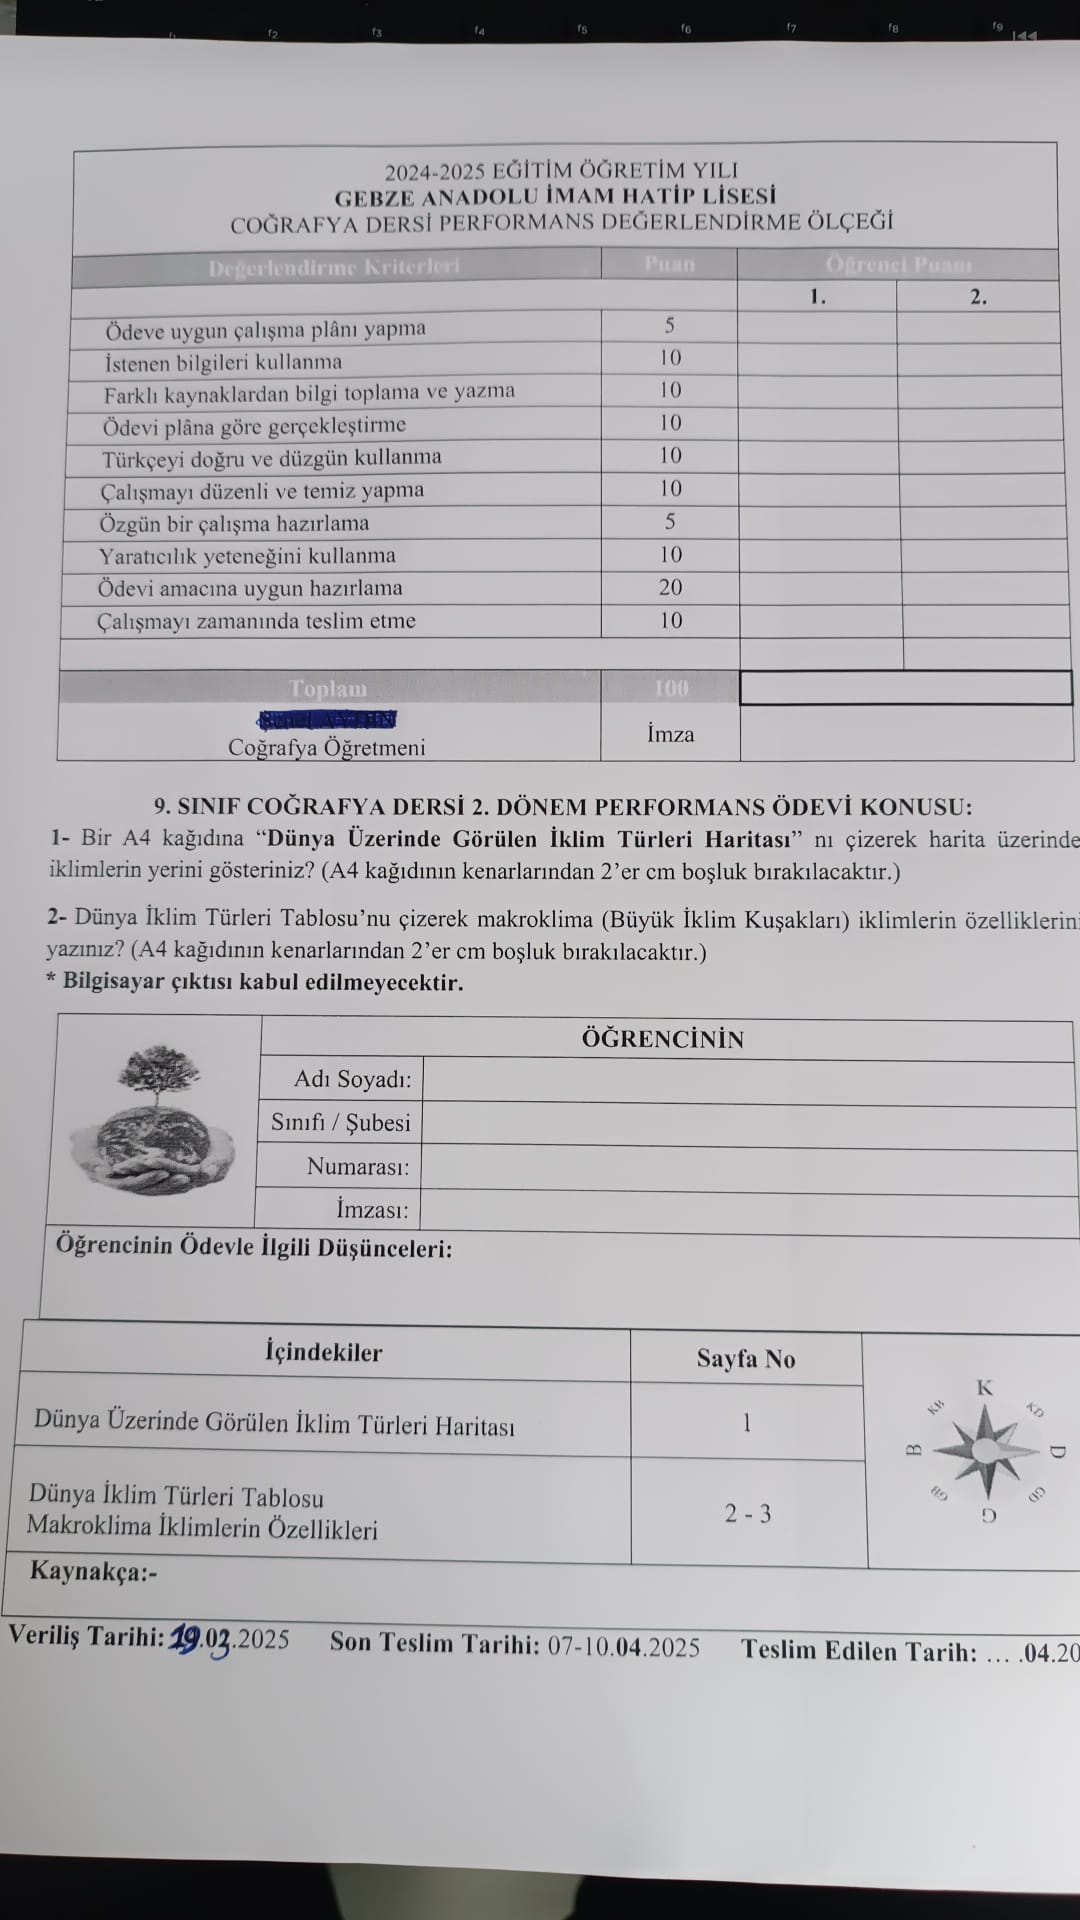 f1 f2 f3 f4 f5 f6 f7 f8 f9
2024-2025 EĞİTİM ÖĞRETİM YILI
GEBZE ANADOLU İMAM HATİP LİSESİ
COĞRAFYA DERSİ PERFORMANS DEĞERLENDİRME ÖLÇEĞİ
Değerlendirme Kriterleri Puan Öğrenci Puanı
1. 2.
Ödeve uygun çalışma plânı yapma 5
İstenen bilgileri kullanma 10
Farklı kaynaklardan bilgi toplama ve yazma 10
Ödevi plâna göre gerçekleştirme 10
Türkçeyi doğru ve düzgün kullanma 10
Çalışmayı düzenli ve temiz yapma 10
Özgün bir çalışma hazırlama 5
Yaratıcılık yeteneğini kullanma 10
Ödevi amacına uygun hazırlama 20
Çalışmayı zamanında teslim etme 10
Toplam 100
Coğrafya Öğretmeni İmza
9. SINIF COĞRAFYA DERSİ 2. DÖNEM PERFORMANS ÖDEVİ KONUSU:
1- Bir A4 kağıdına “Dünya Üzerinde Görülen İklim Türleri Haritası” nı çizerek harita üzerinde
iklimlerin yerini gösteriniz? (A4 kağıdının kenarlarından 2’er cm boşluk bırakılacaktır.)
2- Dünya İklim Türleri Tablosu’nu çizerek makroklima (Büyük İklim Kuşakları) iklimlerin özelliklerini
yazınız? (A4 kağıdının kenarlarından 2’er cm boşluk bırakılacaktır.)
* Bilgisayar çıktısı kabul edilmeyecektir.
ÖĞRENCİNİN
Adı Soyadı:
Sınıfı / Şubesi
Numarası:
İmzası:
Öğrencinin Ödevle İlgili Düşünceleri:
İçindekiler Sayfa No
Dünya Üzerinde Görülen İklim Türleri Haritası 1
Dünya İklim Türleri Tablosu
Makroklima İklimlerin Özellikleri 2 - 3
K
KB KD
B D
GB GD
G
Kaynakça:-
Veriliş Tarihi: 19.03.2025 Son Teslim Tarihi: 07-10.04.2025 Teslim Edilen Tarih: … .04.20